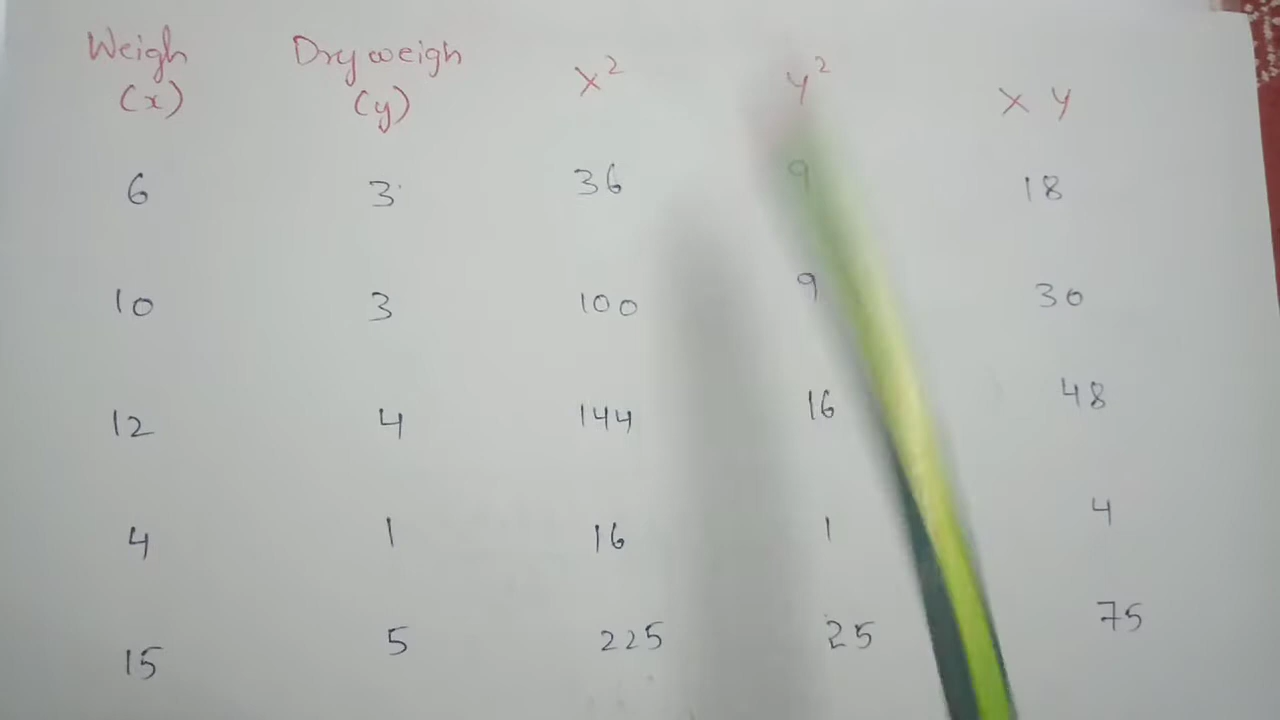 Weigh Dry weigh x² y² x y
(x) (y)
6 3 36 9 18
10 3 100 9 30
12 4 144 16 48
4 1 16 1 4
15 5 225 25 75